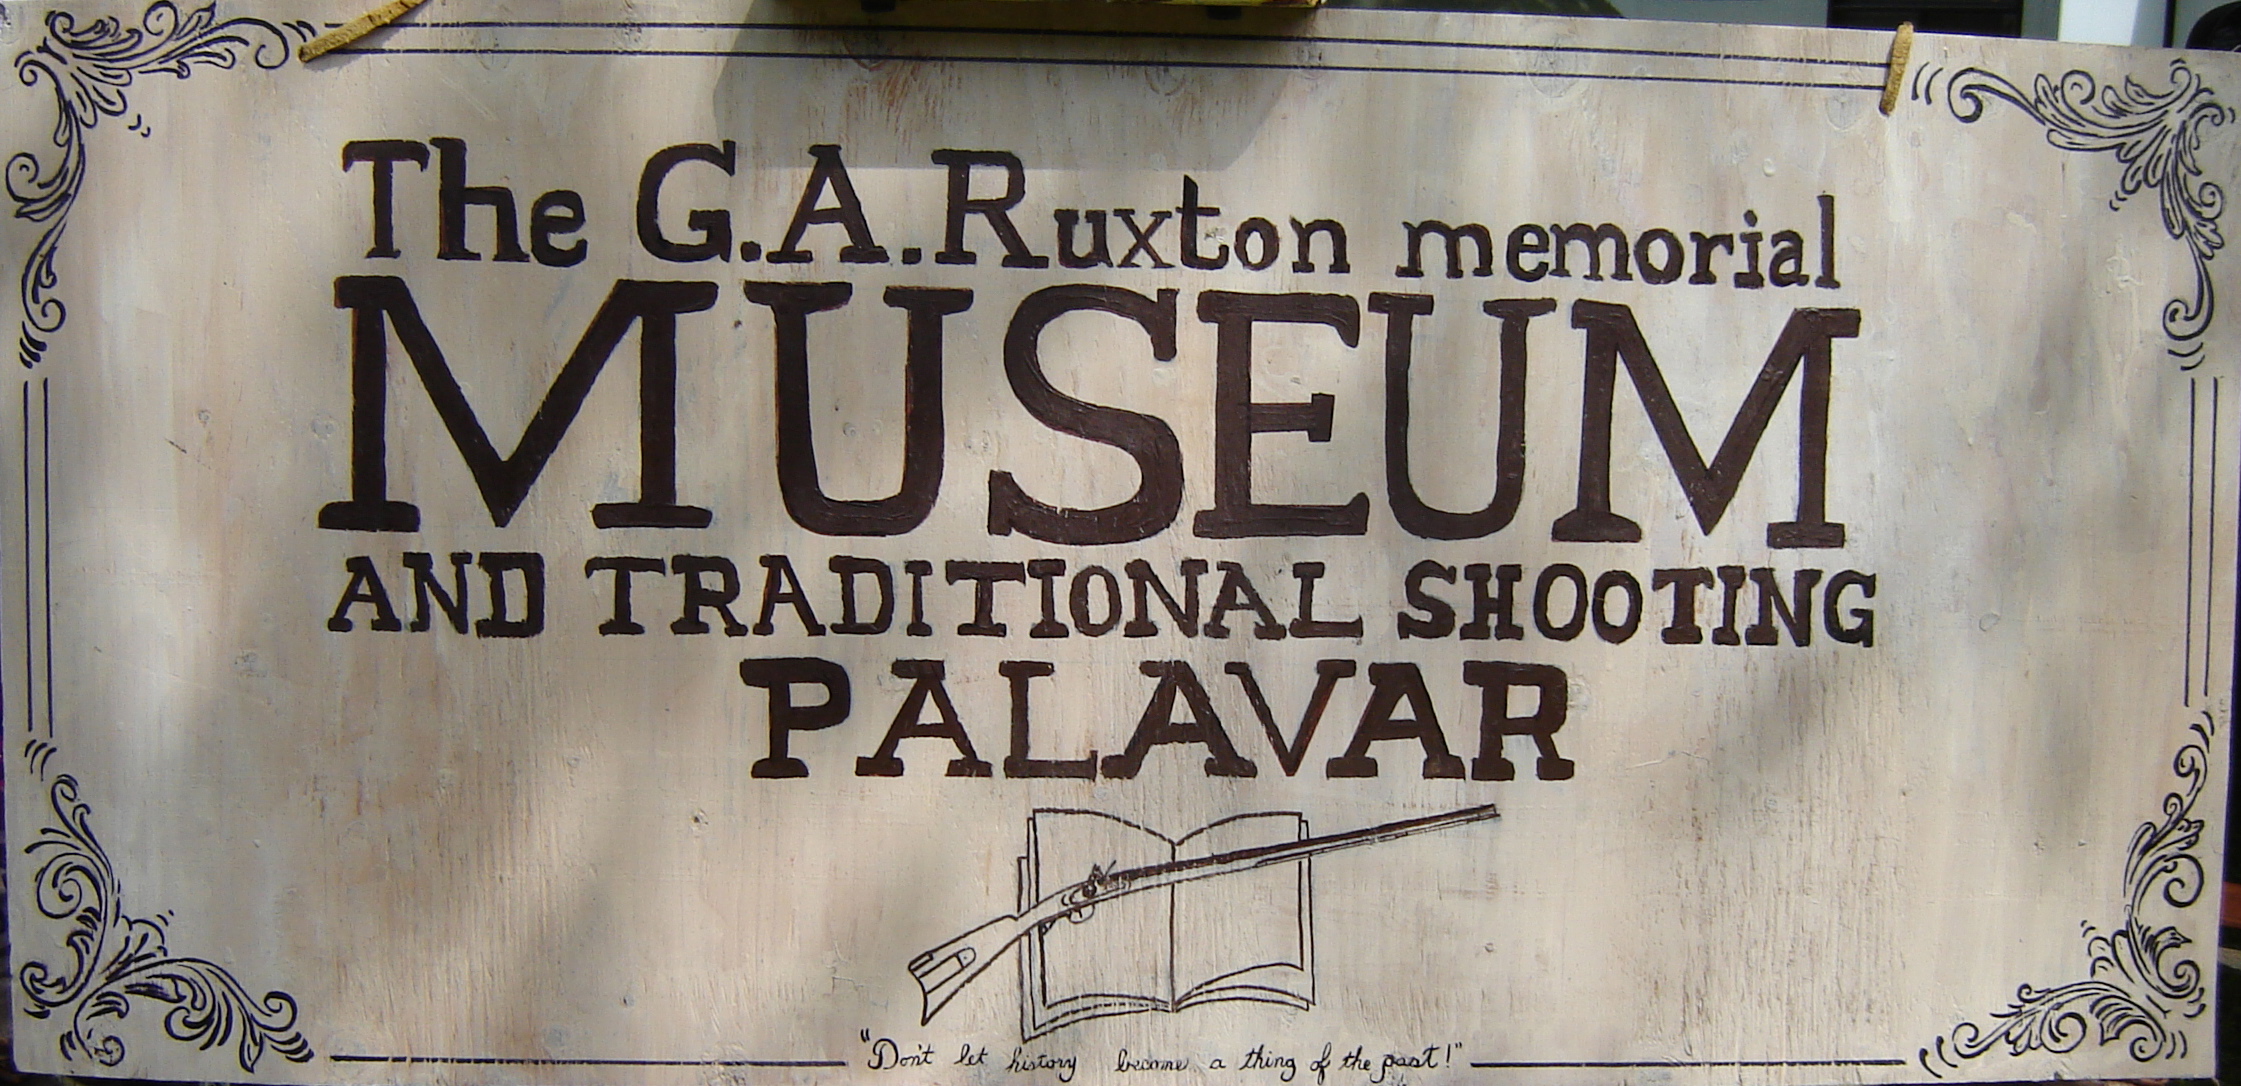 The G.A.Ruxton memorial
MUSEUM
AND TRADITIONAL SHOOTING
PALAVAR
"Don't let history become a thing of the past!"